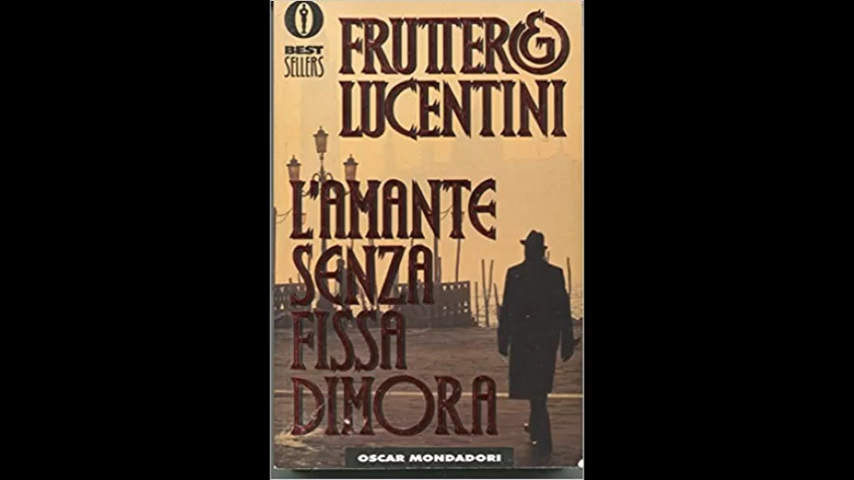 BEST
SELLERS
FRUTTERO &
LUCENTINI
L'AMANTE
SENZA
FISSA
DIMORA
OSCAR MONDADORI